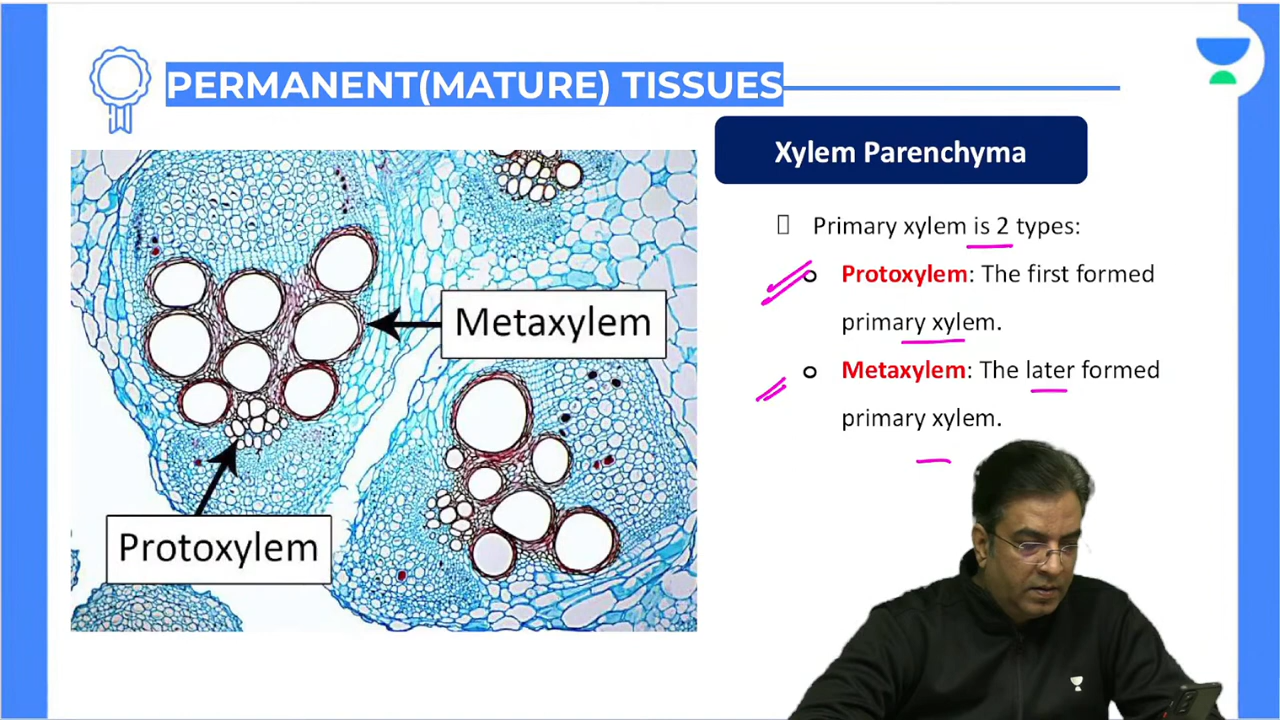 PERMANENT(MATURE) TISSUES
Xylem Parenchyma
Primary xylem is 2 types:
Protoxylem: The first formed
primary xylem.
Metaxylem: The later formed
primary xylem.
Metaxylem
Protoxylem